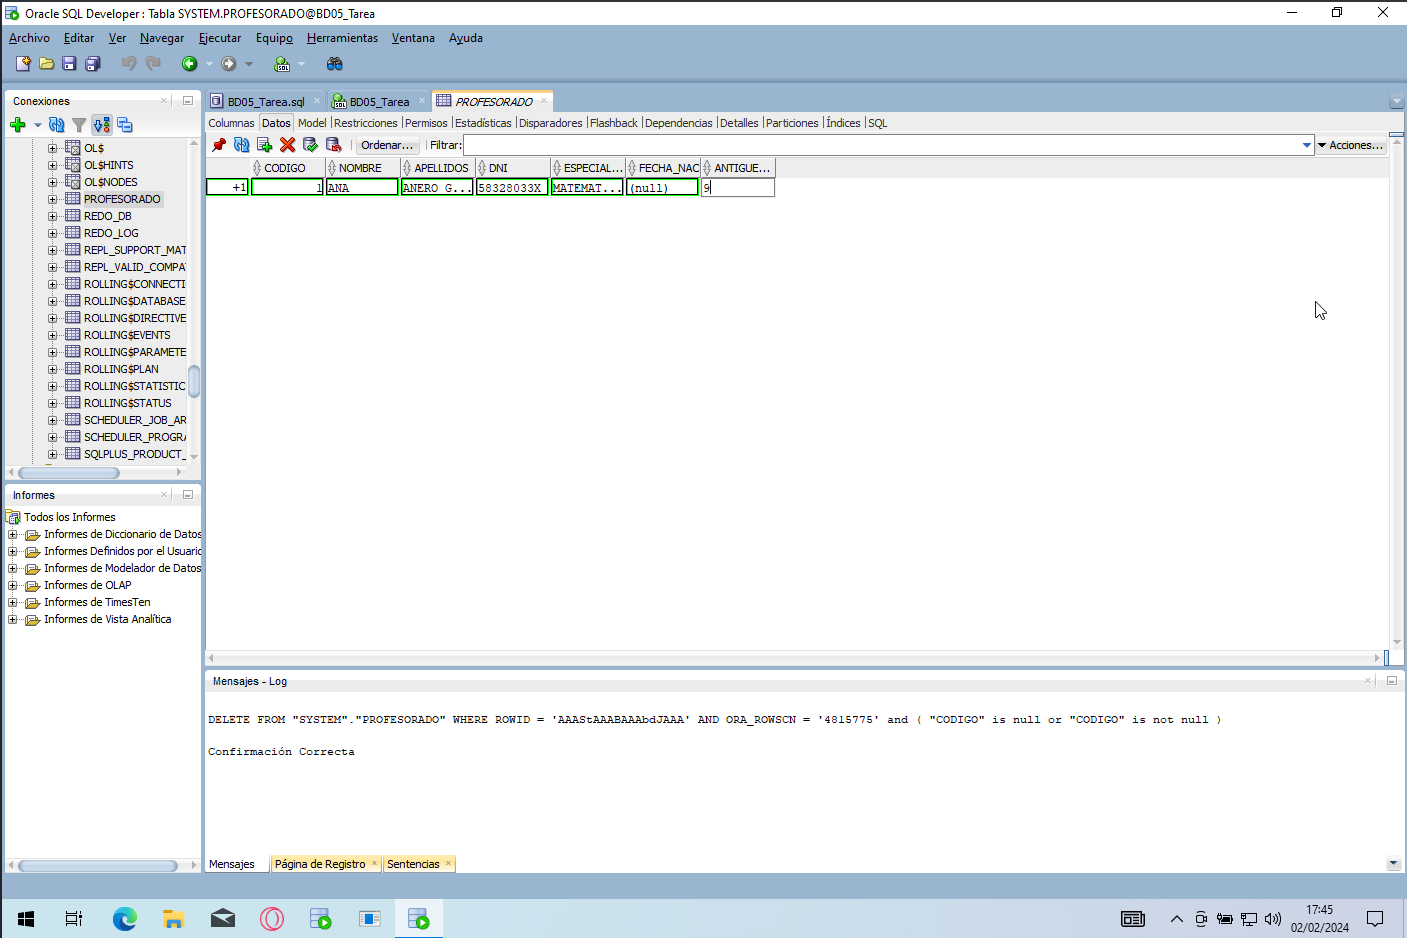 Oracle SQL Developer : Tabla SYSTEM.PROFESORADO@BD05_Tarea
Archivo Editar Ver Navegar Ejecutar Equipo Herramientas Ventana Ayuda
Conexiones
OL$
OL$HINTS
OL$NODES
PROFESORADO
REDO_DB
REDO_LOG
REPL_SUPPORT_MAT
REPL_VALID_COMPA
ROLLING$CONNECTI
ROLLING$DATABASE
ROLLING$DIRECTIVE
ROLLING$EVENTS
ROLLING$PARAMETE
ROLLING$PLAN
ROLLING$STATISTIC
ROLLING$STATUS
SCHEDULER_JOB_AR
SCHEDULER_PROGRA
SQLPLUS_PRODUCT_
Informes
Todos los Informes
Informes de Diccionario de Datos
Informes Definidos por el Usuario
Informes de Modelador de Datos
Informes de OLAP
Informes de TimesTen
Informes de Vista Analítica
BD05_Tarea.sql BD05_Tarea PROFESORADO
Columnas Datos Model Restricciones Permisos Estadísticas Disparadores Flashback Dependencias Detalles Particiones Índices SQL
Ordenar... Filtrar: Acciones...
CODIGO NOMBRE APELLIDOS DNI ESPECIAL... FECHA_NAC ANTIGUE...
+1 1 ANA ANERO G... 58328033X MATEMAT... (null) 9
Mensajes - Log
DELETE FROM "SYSTEM"."PROFESORADO" WHERE ROWID = 'AAAStAAABAAAbdJAAA' AND ORA_ROWSCN = '4815775' and ( "CODIGO" is null or "CODIGO" is not null )
Confirmación Correcta
Mensajes Página de Registro Sentencias
17:45
02/02/2024